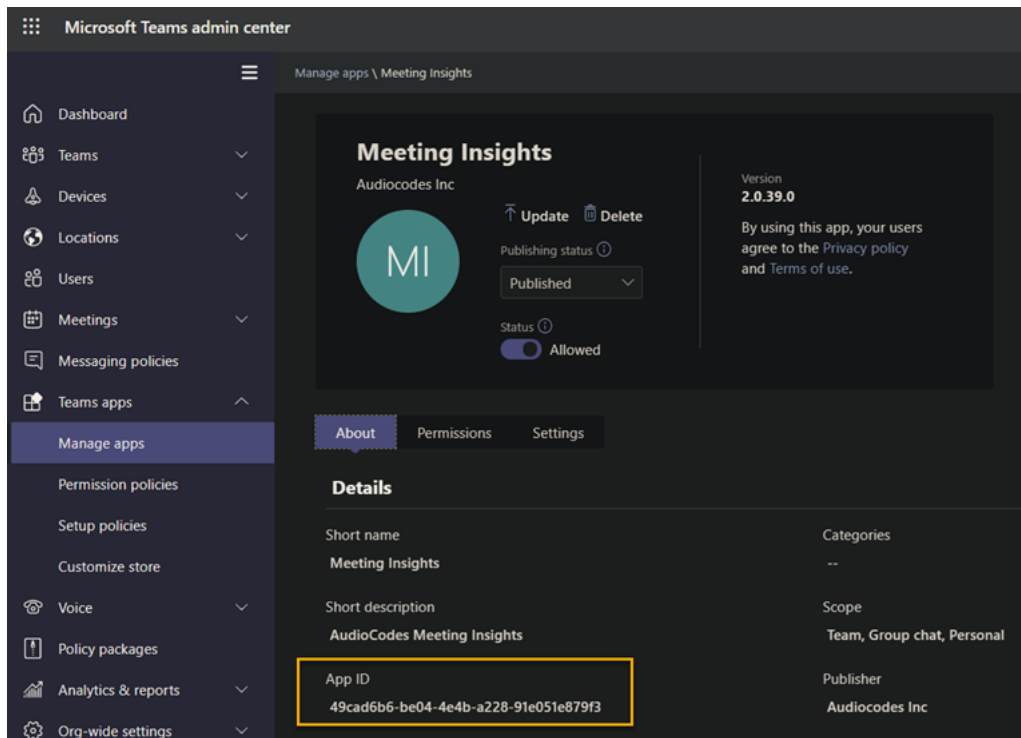 Microsoft Teams admin center
Manage apps \ Meeting Insights
Dashboard
Teams
Devices
Locations
Users
Meetings
Messaging policies
Teams apps
Manage apps
Permission policies
Setup policies
Customize store
Voice
Policy packages
Analytics & reports
Org-wide settings
Meeting Insights
Audiocodes Inc
MI
Update Delete
Publishing status
Published
Status
Allowed
Version
2.0.39.0
By using this app, your users
agree to the Privacy policy
and Terms of use.
About Permissions Settings
Details
Short name
Meeting Insights
Categories
--
Short description
AudioCodes Meeting Insights
Scope
Team, Group chat, Personal
App ID
49cad6b6-be04-4e4b-a228-91e051e879f3
Publisher
Audiocodes Inc